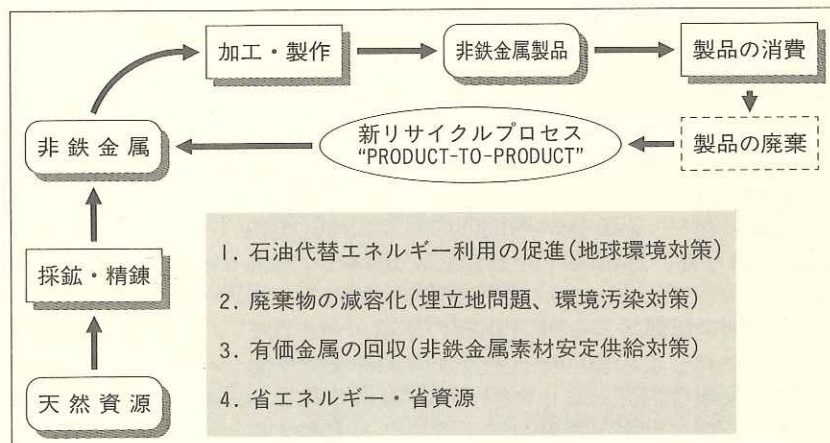 加工・製作
非鉄金属製品
製品の消費
新リサイクルプロセス
“PRODUCT-TO-PRODUCT”
非鉄金属
製品の廃棄
採鉱・精錬
天然資源
1. 石油代替エネルギー利用の促進(地球環境対策)
2. 廃棄物の減容化(埋立地問題、環境汚染対策)
3. 有価金属の回収(非鉄金属素材安定供給対策)
4. 省エネルギー・省資源